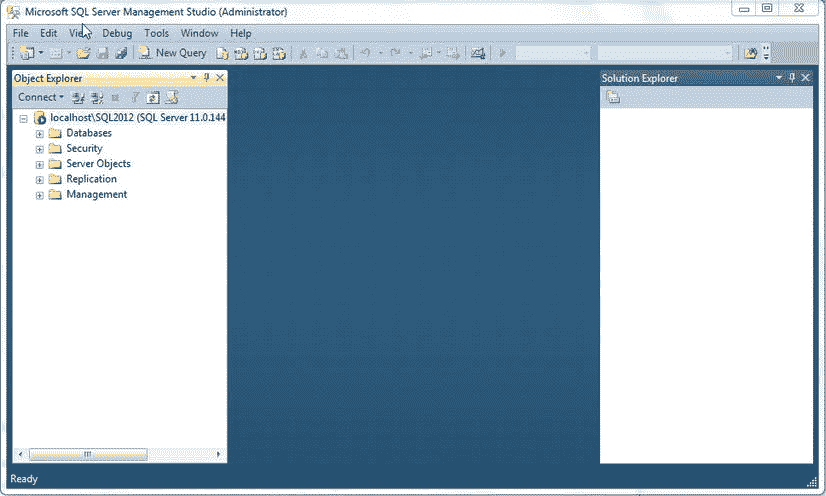 Microsoft SQL Server Management Studio (Administrator)
File Edit View Debug Tools Window Help
New Query
Object Explorer
Solution Explorer
Connect
localhost\SQL2012 (SQL Server 11.0.144
Databases
Security
Server Objects
Replication
Management
Ready